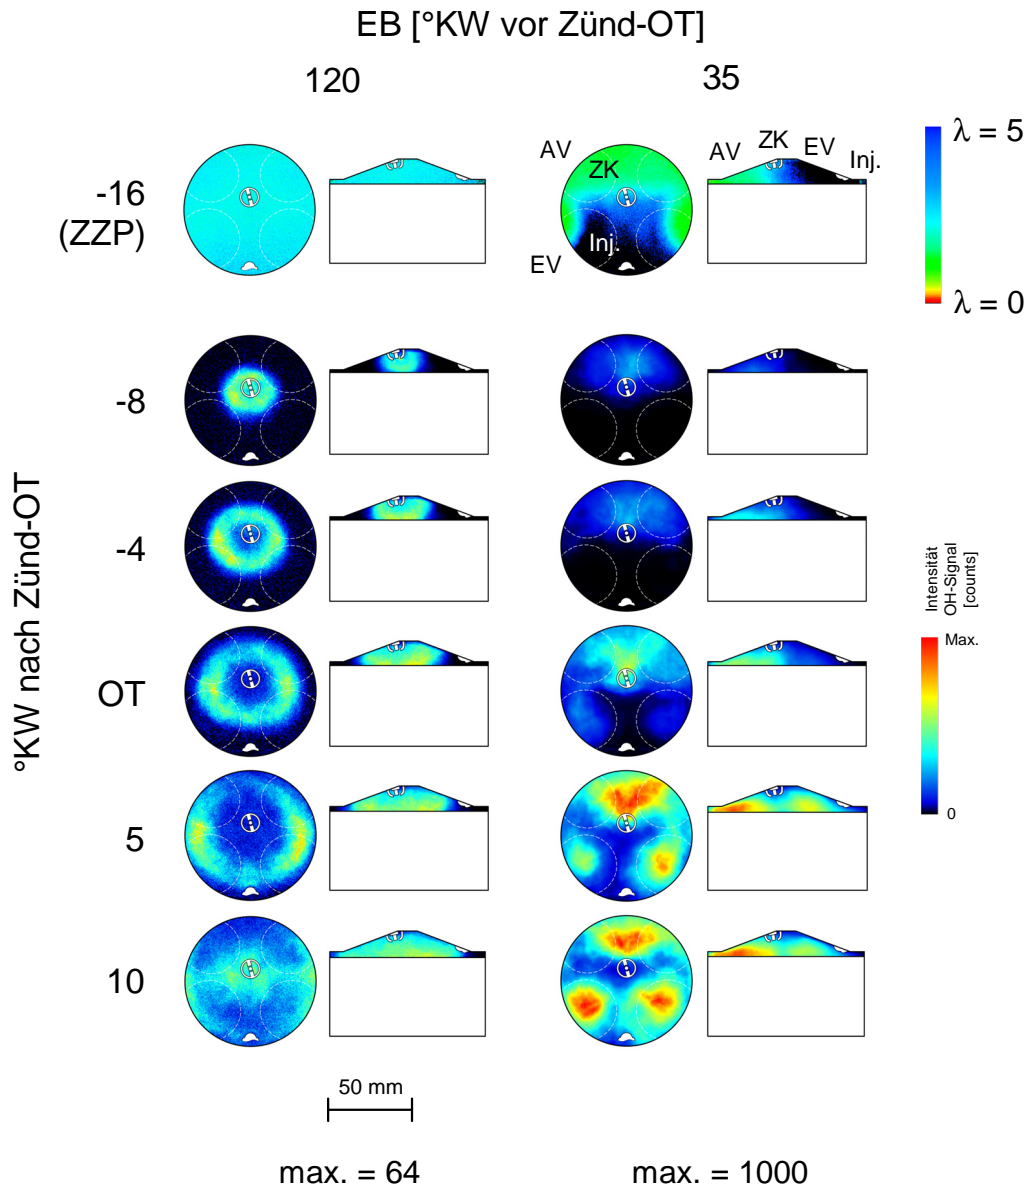 EB [°KW vor Zünd-OT]
120
35
-16
(ZZP)
AV
ZK
Inj.
EV
AV
ZK
EV
Inj.
λ = 5
λ = 0
°KW nach Zünd-OT
-8
-4
OT
5
10
Intensität
OH-Signal
[counts]
Max.
0
50 mm
max. = 64
max. = 1000